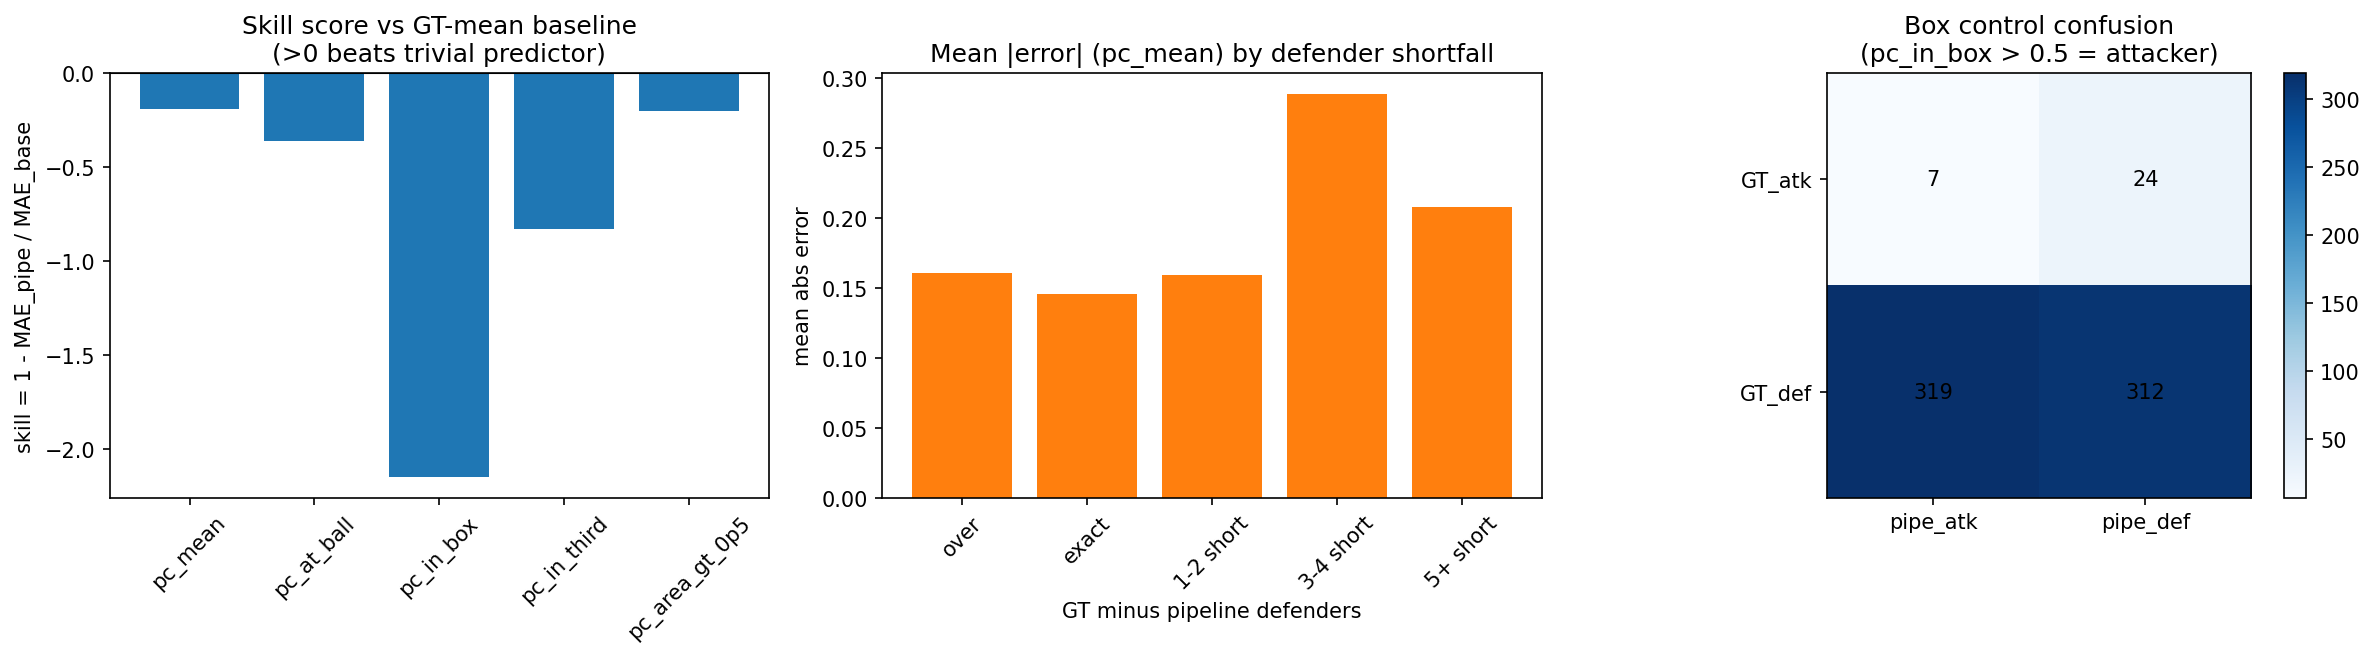 Skill score vs GT-mean baseline
(>0 beats trivial predictor)
skill = 1 - MAE_pipe / MAE_base
0.0
−0.5
−1.0
−1.5
−2.0
pc_mean
pc_at_ball
pc_in_box
pc_in_third
pc_area_gt_0p5
Mean |error| (pc_mean) by defender shortfall
mean abs error
0.30
0.25
0.20
0.15
0.10
0.05
0.00
over
exact
1-2 short
3-4 short
5+ short
GT minus pipeline defenders
Box control confusion
(pc_in_box > 0.5 = attacker)
GT_atk
7
24
GT_def
319
312
pipe_atk
pipe_def
300
250
200
150
100
50